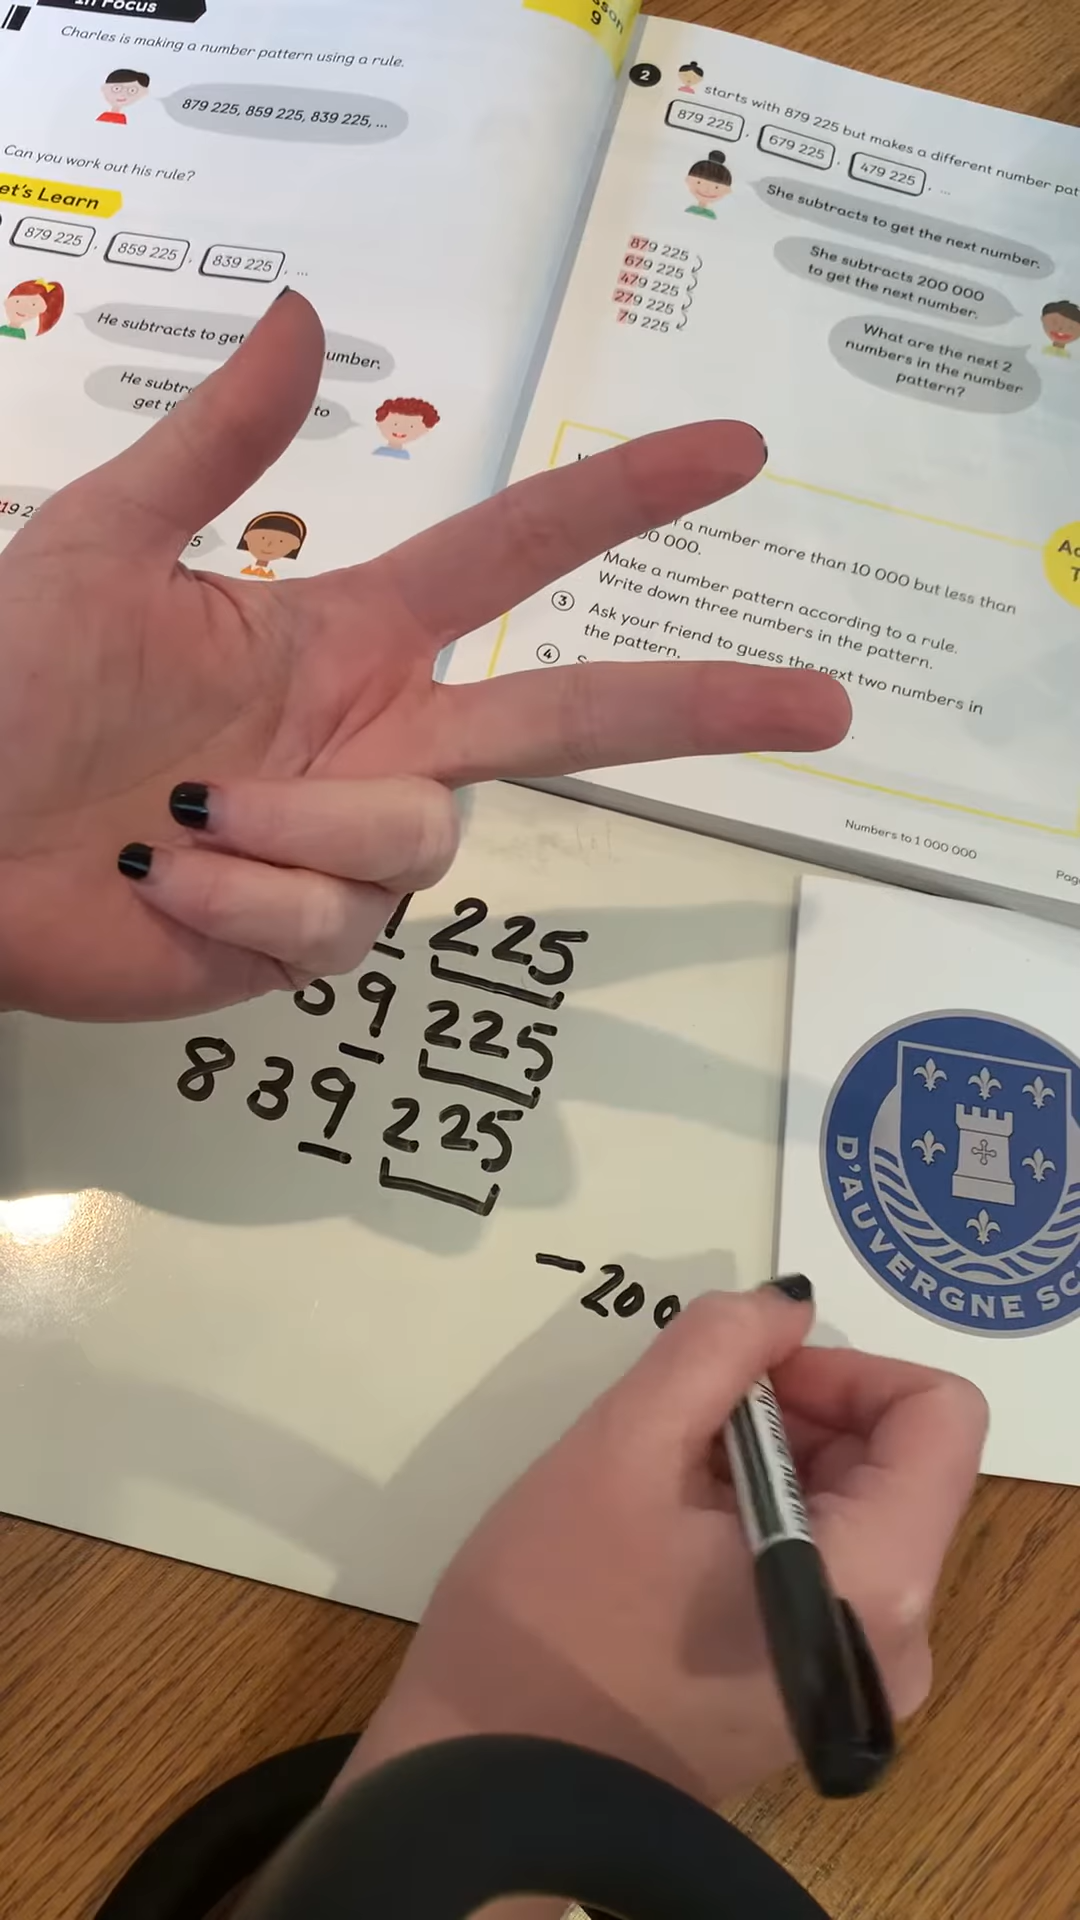 In Focus
Charles is making a number pattern using a rule.
879 225, 859 225, 839 225, ...
Can you work out his rule?
et's Learn
879 225, 859 225, 839 225, ...
He subtracts to get umber.
He subtr to
get t
19 2
5
sson
9
2
starts with 879 225 but makes a different number pat
879 225, 679 225, 479 225, ...
She subtracts to get the next number.
She subtracts 200 000
to get the next number.
879 225
679 225
479 225
279 225
79 225
What are the next 2
numbers in the number
pattern?
a number more than 10 000 but less than
00 000.
Make a number pattern according to a rule.
Write down three numbers in the pattern.
3 Ask your friend to guess the next two numbers in
the pattern.
4
Numbers to 1 000 000
Pag
225
59 225
839 225
-200
D'AUVERGNE SC